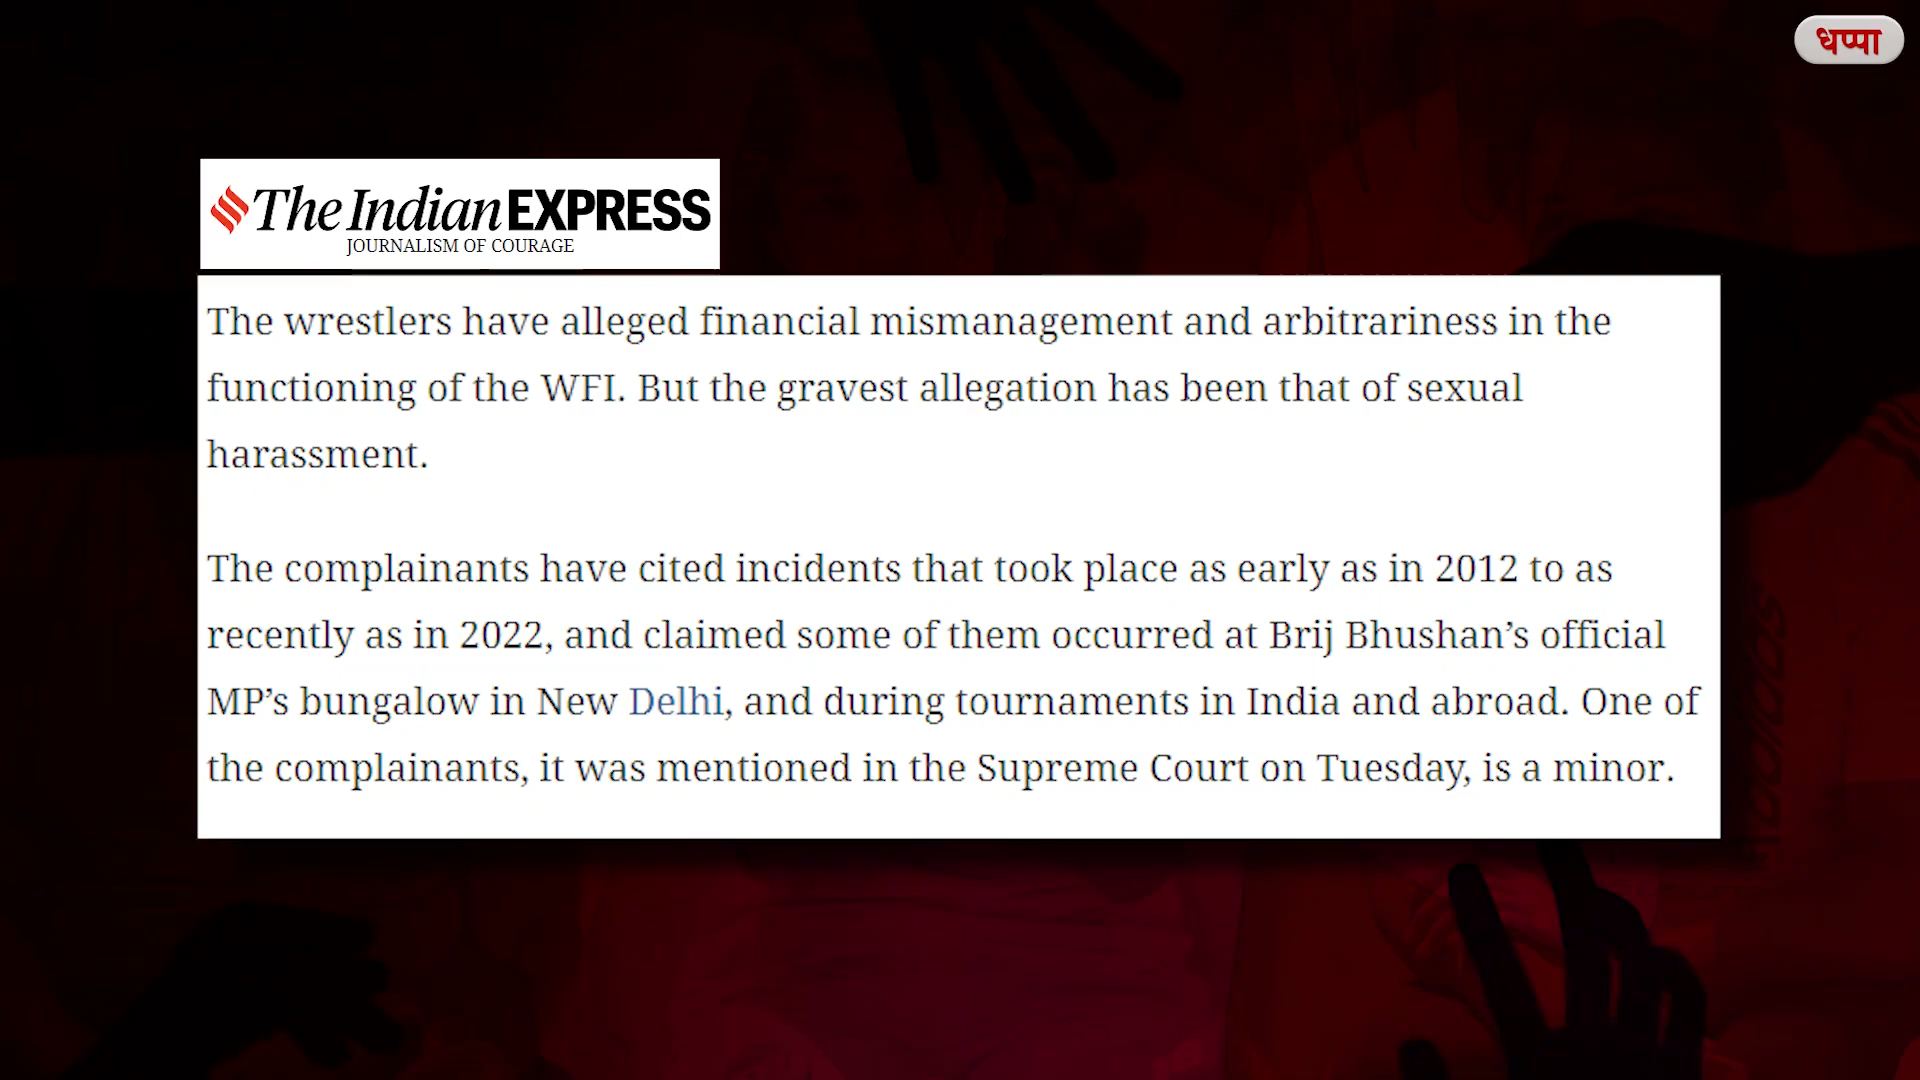 धप्पा
The Indian EXPRESS
JOURNALISM OF COURAGE
The wrestlers have alleged financial mismanagement and arbitrariness in the
functioning of the WFI. But the gravest allegation has been that of sexual
harassment.
The complainants have cited incidents that took place as early as in 2012 to as
recently as in 2022, and claimed some of them occurred at Brij Bhushan’s official
MP’s bungalow in New Delhi, and during tournaments in India and abroad. One of
the complainants, it was mentioned in the Supreme Court on Tuesday, is a minor.
adidas